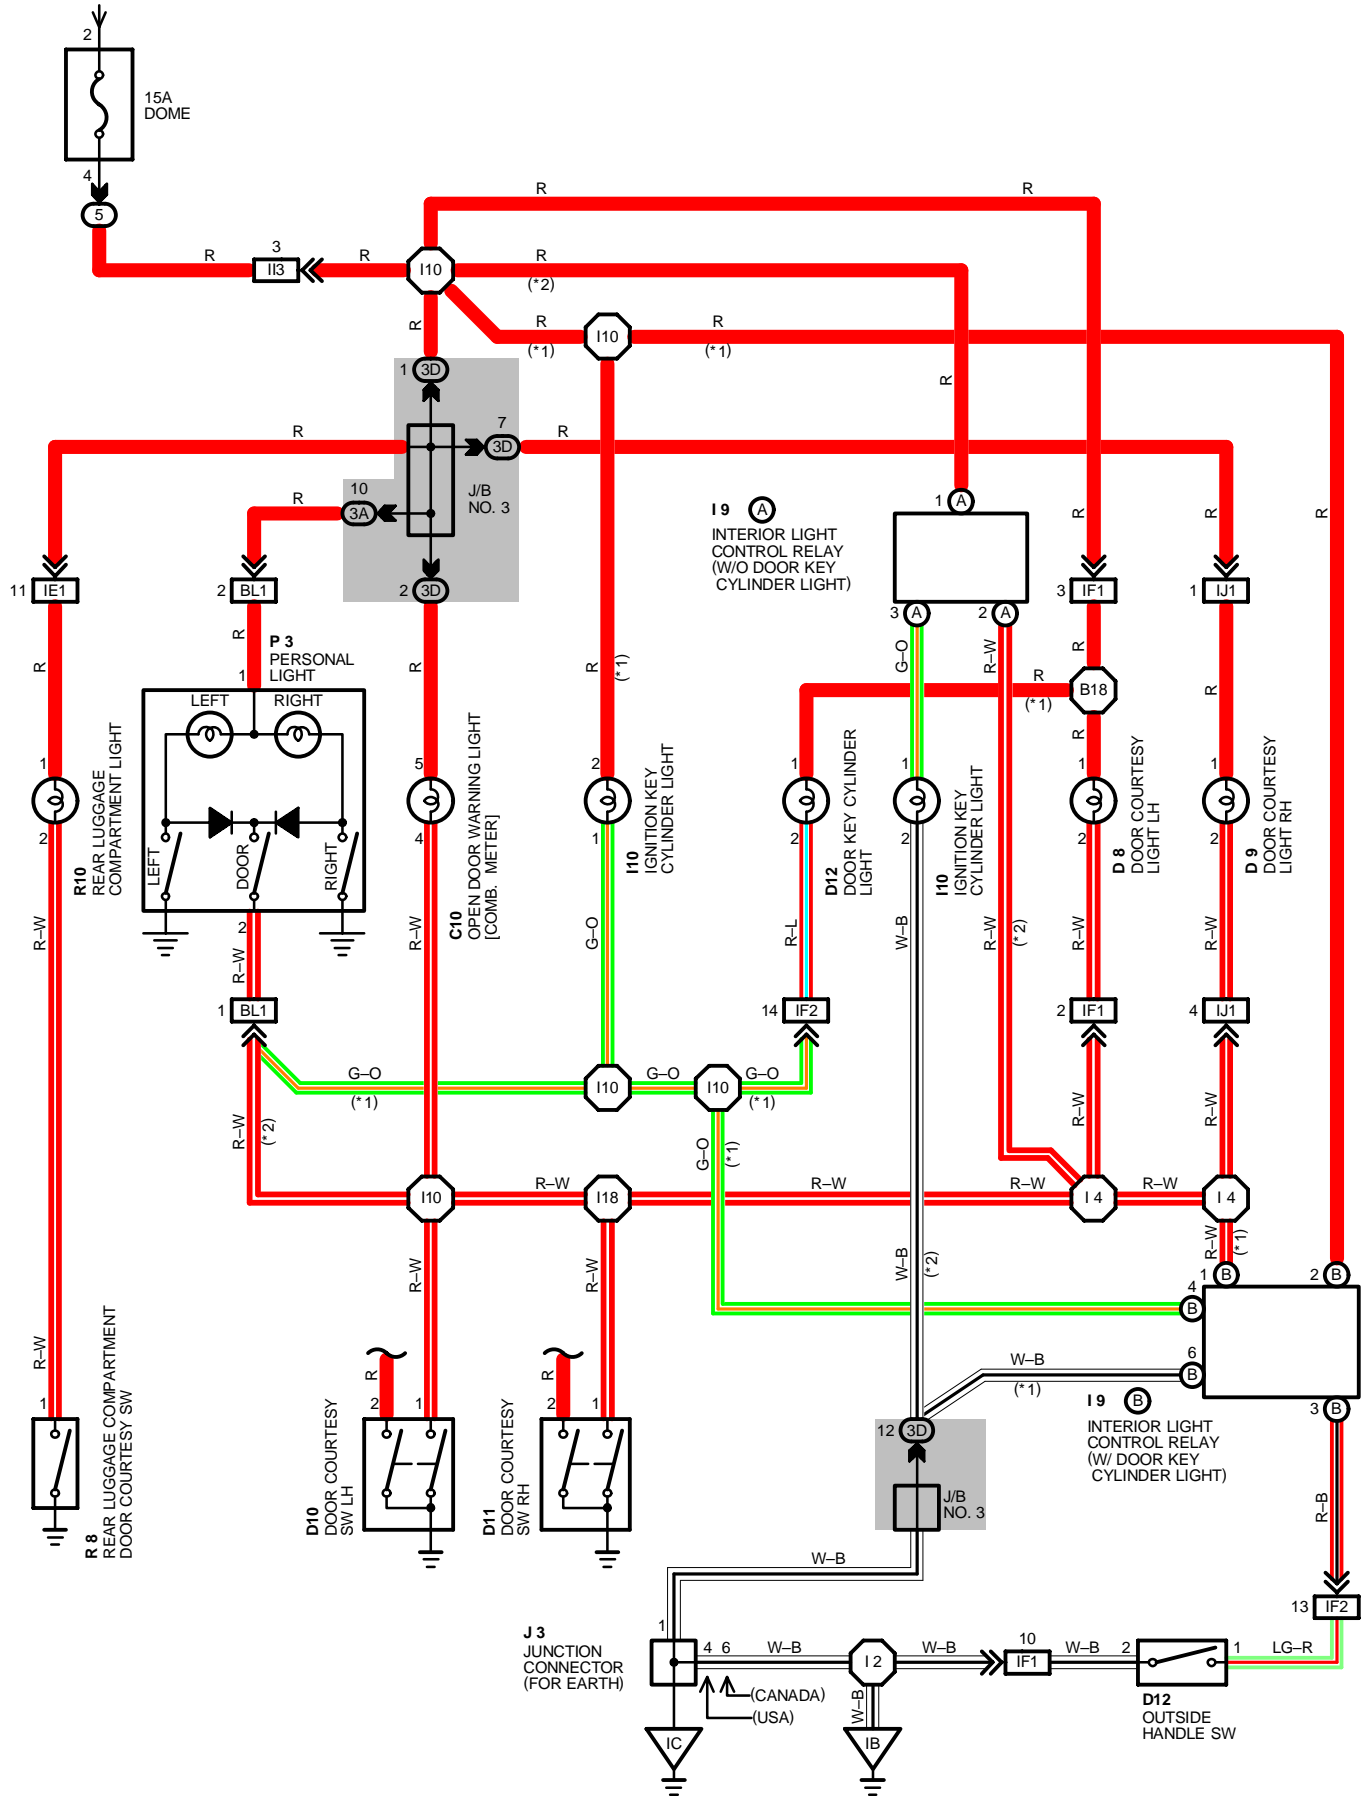 2
15A
DOME
4
5
R
3
II3
R
I10
R
R
R
(*2)
R
(*1)
I10
R
(*1)
R
1
3D
7
3D
R
R
10
3A
R
J/B
NO. 3
2
3D
R
I 9 A
INTERIOR LIGHT
CONTROL RELAY
(W/O DOOR KEY
CYLINDER LIGHT)
1
A
R
R
R
11
IE1
2
BL1
3
IF1
1
IJ1
3
A
2
A
R
R
P 3
PERSONAL
LIGHT
1
LEFT
RIGHT
LEFT
DOOR
RIGHT
2
R
R
(*1)
G–O
R–W
R
R
(*1)
B18
R
R
1
2
R10
REAR LUGGAGE
COMPARTMENT LIGHT
5
4
C10
OPEN DOOR WARNING LIGHT
[COMB. METER]
2
1
I10
IGNITION KEY
CYLINDER LIGHT
1
2
D12
DOOR KEY CYLINDER
LIGHT
1
2
I10
IGNITION KEY
CYLINDER LIGHT
1
2
D 8
DOOR COURTESY
LIGHT LH
1
2
D 9
DOOR COURTESY
LIGHT RH
R–W
R–W
R–W
G–O
R–L
W–B
R–W
(*2)
R–W
R–W
1
BL1
14
IF2
2
IF1
4
IJ1
G–O
(*1)
I10
G–O
I10
G–O
(*1)
R–W
(*2)
G–O
(*1)
R–W
R–W
I10
R–W
I18
R–W
R–W
I 4
R–W
I 4
R–W
R–W
W–B
(*2)
R–W
(*1)
1
B
2
B
4
B
6
B
3
B
R–W
W–B
(*1)
I 9 B
INTERIOR LIGHT
CONTROL RELAY
(W/ DOOR KEY
CYLINDER LIGHT)
1
R 8
REAR LUGGAGE COMPARTMENT
DOOR COURTESY SW
R
2
1
D10
DOOR COURTESY
SW LH
R
2
1
D11
DOOR COURTESY
SW RH
12
3D
J/B
NO. 3
W–B
R–B
13
IF2
J 3
JUNCTION
CONNECTOR
(FOR EARTH)
1
4 6
W–B
I 2
W–B
10
IF1
W–B
2
1
LG–R
(CANADA)
(USA)
W–B
D12
OUTSIDE
HANDLE SW
IC
IB